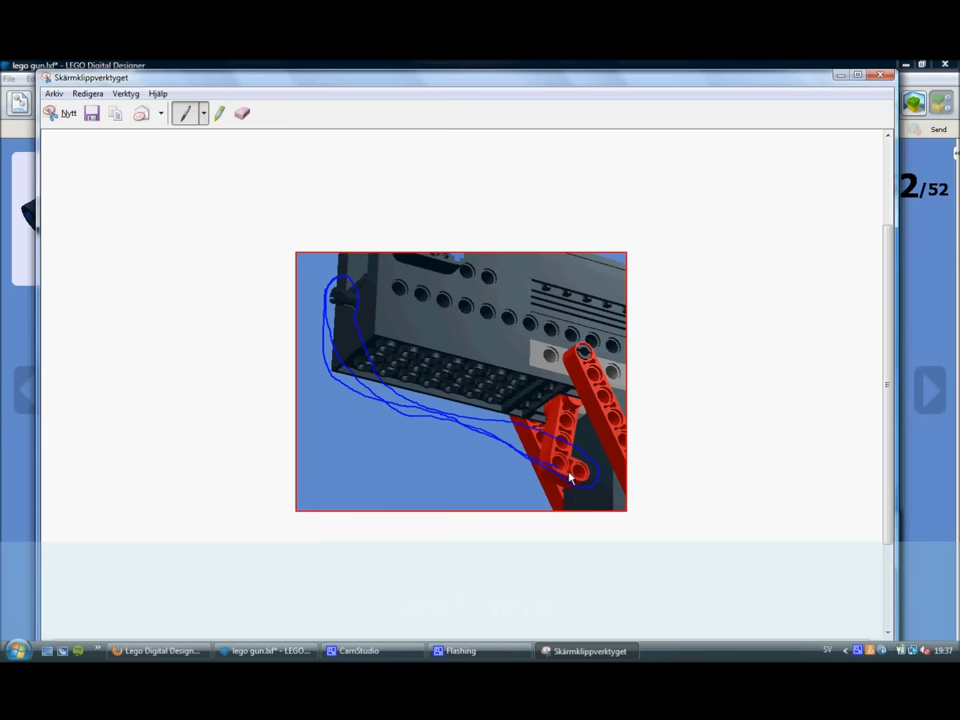 lego gun.lxf* - LEGO Digital Designer
Skärmklippverktyget
File
Arkiv Redigera Verktyg Hjälp
Nytt
Send
2/52
Lego Digital Design...
lego gun.lxf* - LEGO...
CamStudio
Flashing
Skärmklippverktyget
SV
19:37